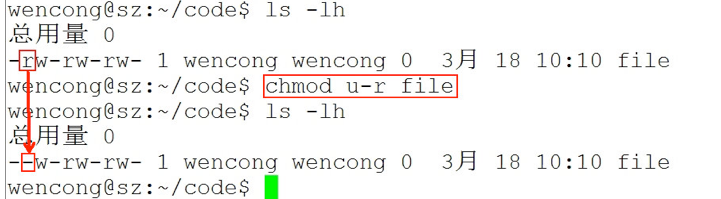 wencong@sz:~/code$ ls -lh
总用量 0
-rw-rw-rw- 1 wencong wencong 0  3月 18 10:10 file
wencong@sz:~/code$ chmod u-r file
wencong@sz:~/code$ ls -lh
总用量 0
--w-rw-rw- 1 wencong wencong 0  3月 18 10:10 file
wencong@sz:~/code$